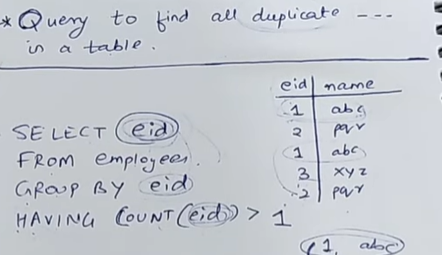 * Query to find all duplicate ---
in a table.
eid name
1 abc
2 pqr
1 abc
3 xyz
2 pqr
SELECT eid
FROM employees.
GROUP BY eid
HAVING COUNT(eid) > 1
(1, abc)